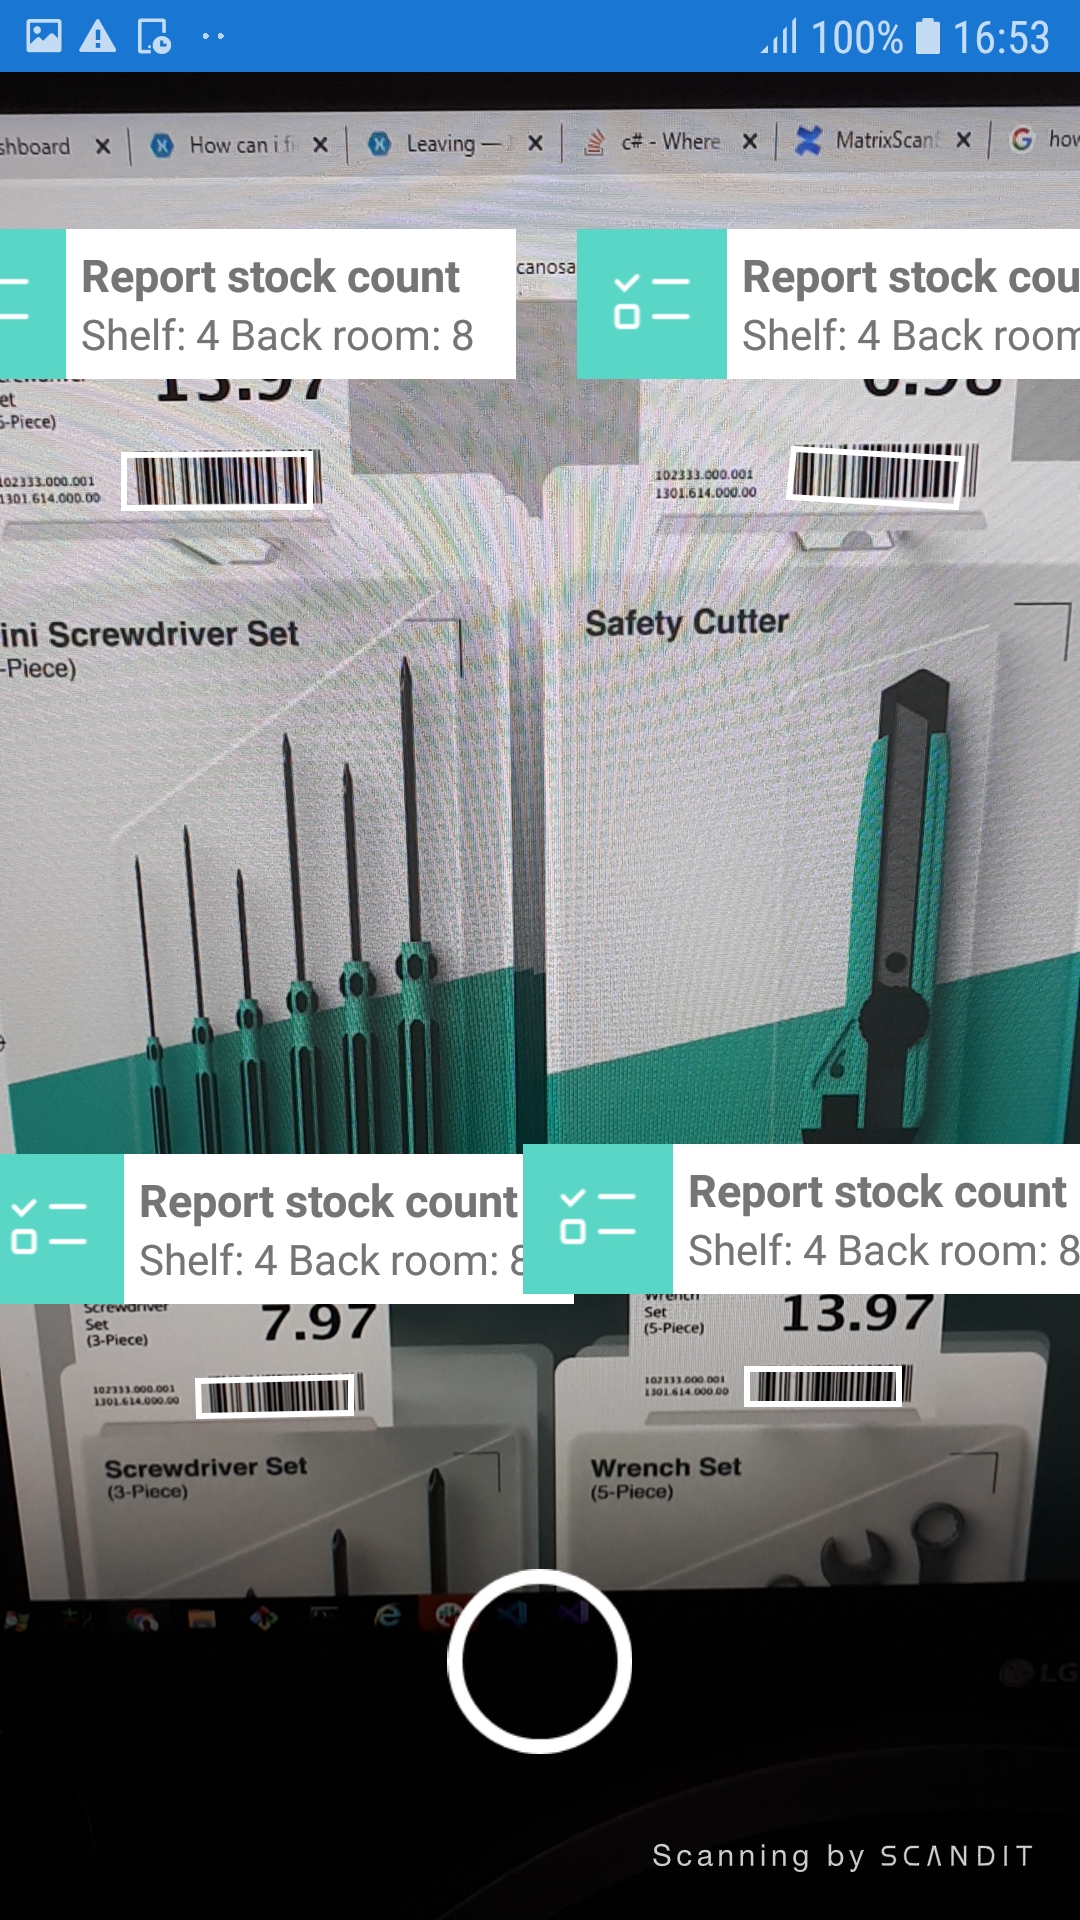 100% 16:53
shboard
How can i fi
Leaving —
c# - Where
MatrixScan
how
canosa
Report stock count
Shelf: 4 Back room: 8
Report stock cou
Shelf: 4 Back room
et
-Piece)
102333.000.001
1301.614.000.00
102333.000.001
1301.614.000.00
ini Screwdriver Set
-Piece)
Safety Cutter
Report stock count
Shelf: 4 Back room: 8
Report stock count
Shelf: 4 Back room: 8
Screwdriver
Set
(3-Piece)
7.97
Wrench
Set
(5-Piece)
13.97
102333.000.001
1301.614.000.00
102333.000.001
1301.614.000.00
Screwdriver Set
(3-Piece)
Wrench Set
(5-Piece)
LG
Scanning by SCANDIT